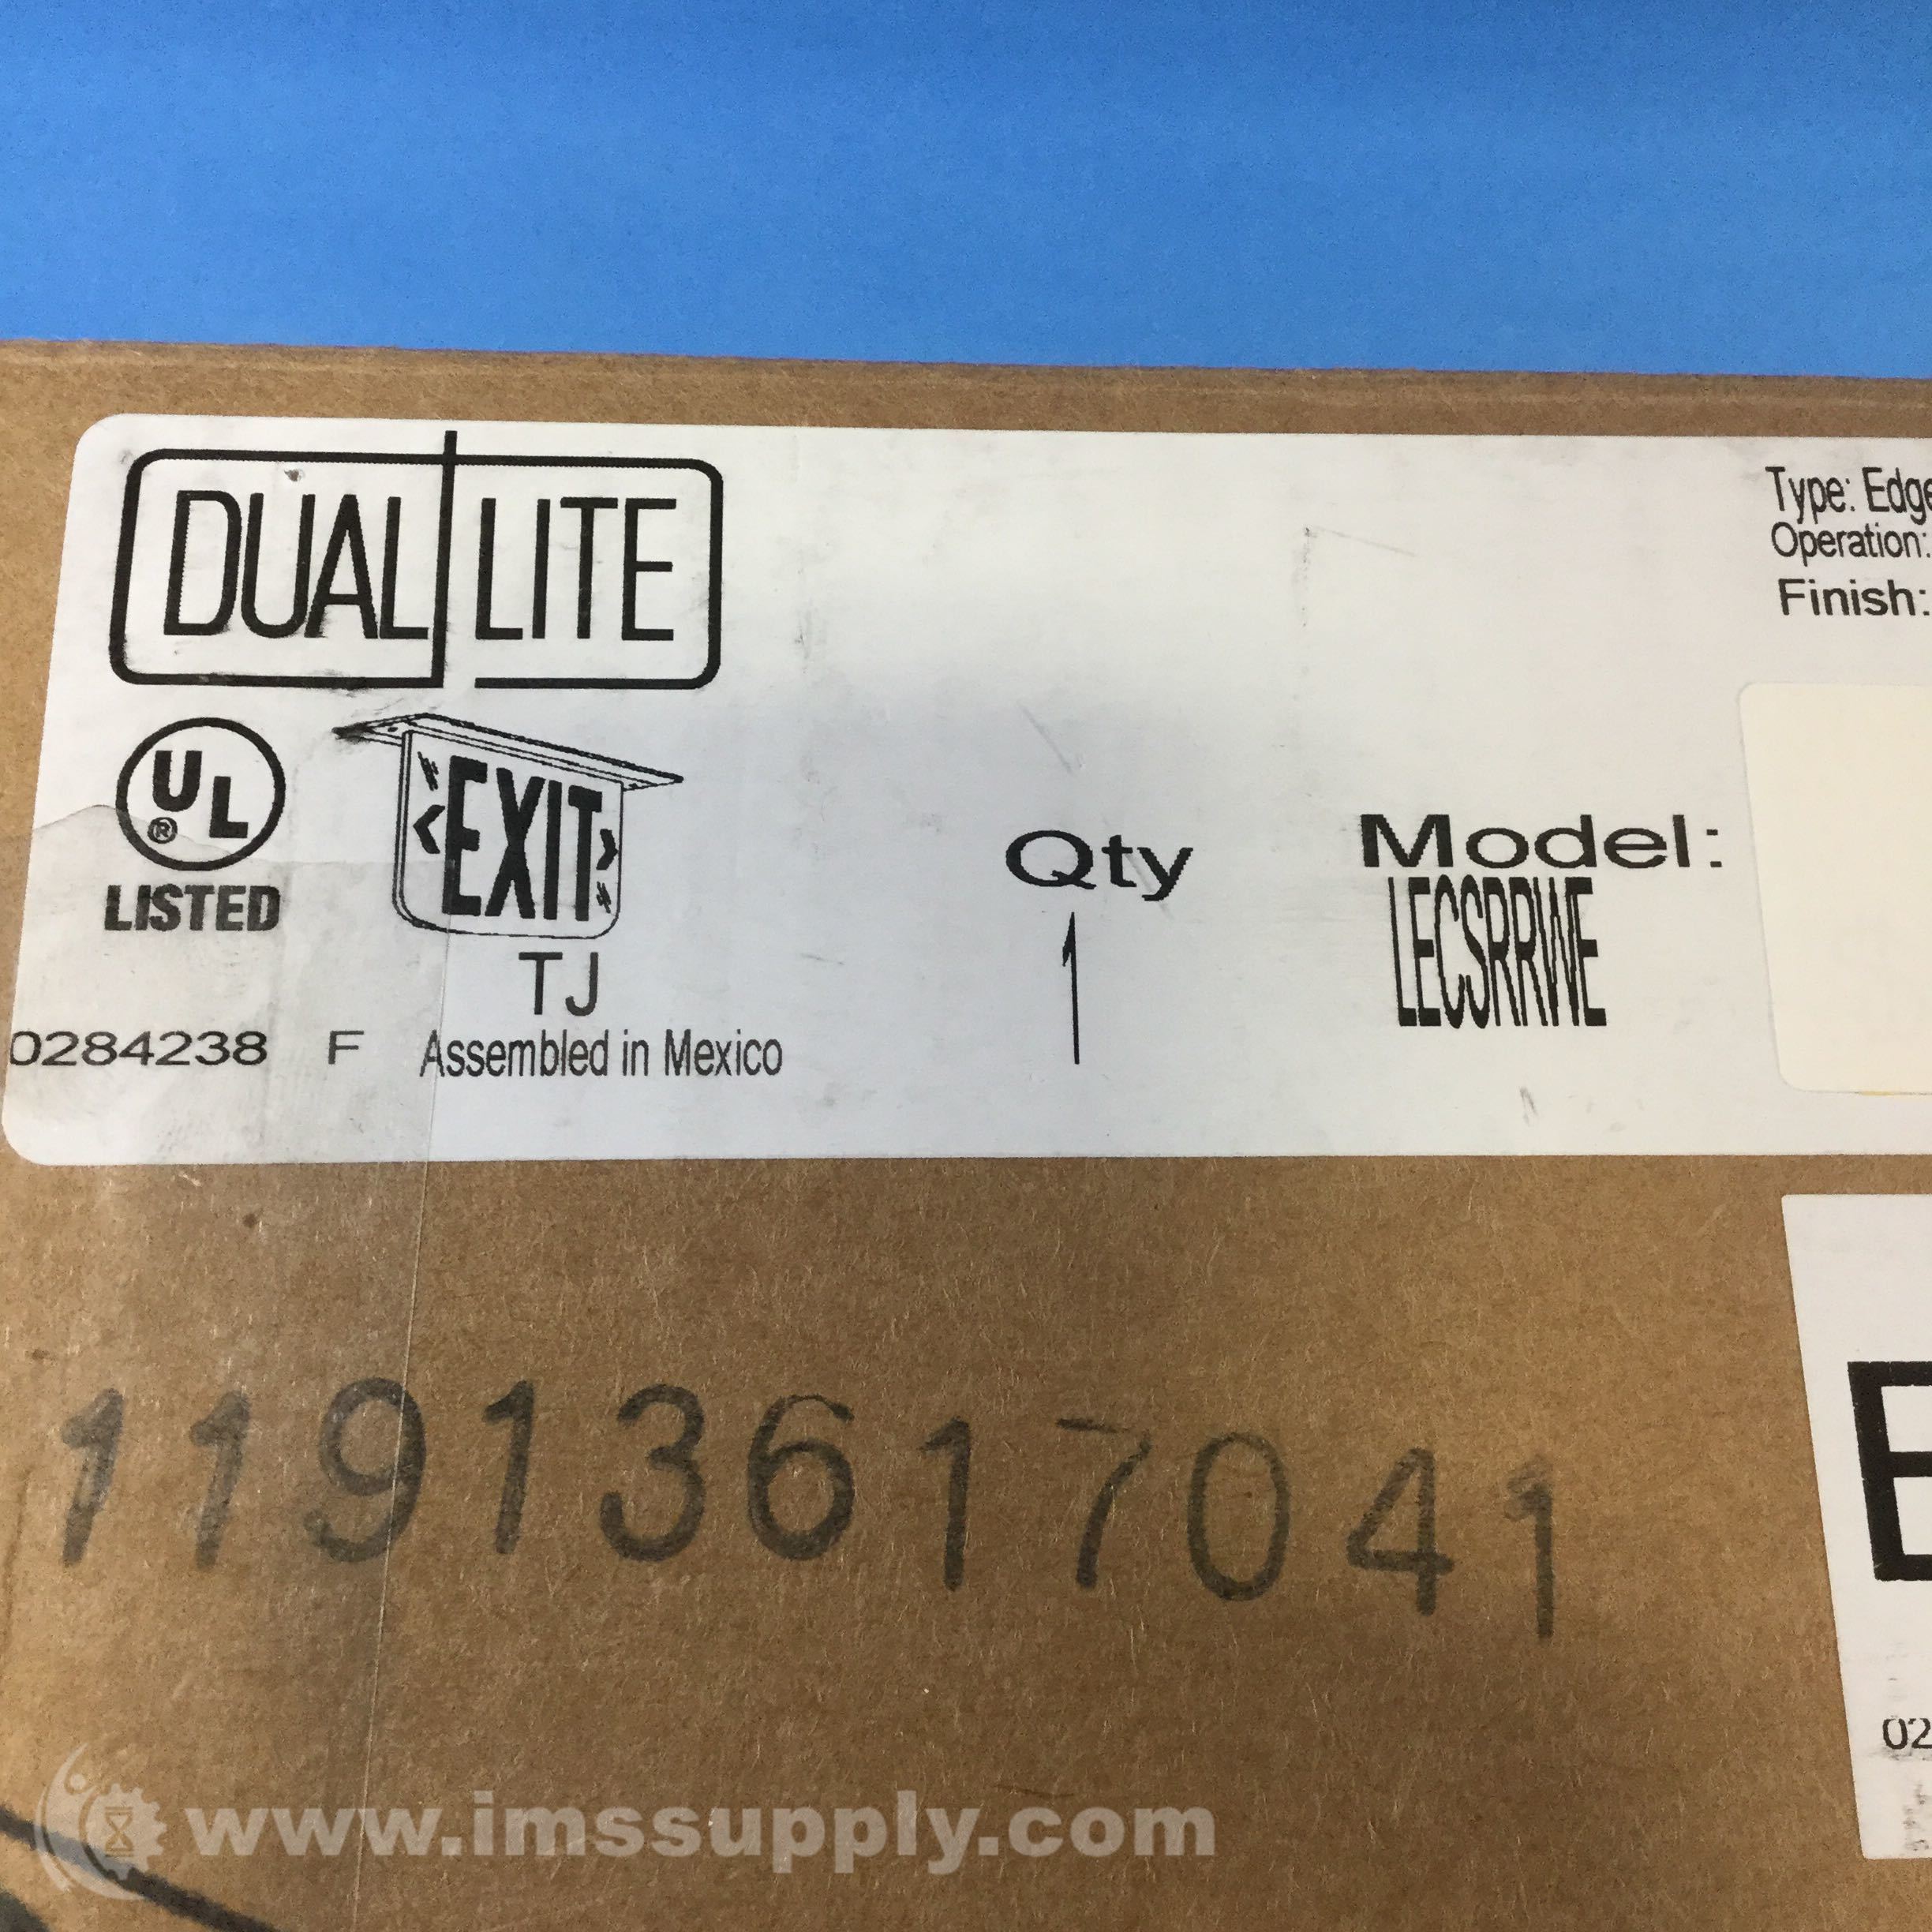 DUAL LITE
Type: Edge
Operation:
Finish:
UL
®
LISTED
EXIT
TJ
0284238 F Assembled in Mexico
Qty
1
Model:
LECSRRWE
11913617041
E
02
www.imssupply.com